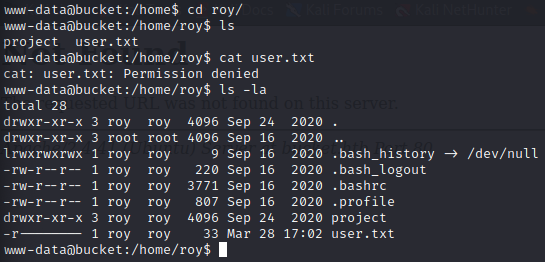 www-data@bucket:/home$ cd roy/
www-data@bucket:/home/roy$ ls
project  user.txt
www-data@bucket:/home/roy$ cat user.txt
cat: user.txt: Permission denied
www-data@bucket:/home/roy$ ls -la
total 28
drwxr-xr-x 3 roy  roy  4096 Sep 24  2020 .
drwxr-xr-x 3 root root 4096 Sep 16  2020 ..
lrwxrwxrwx 1 roy  roy     9 Sep 16  2020 .bash_history → /dev/null
-rw-r--r-- 1 roy  roy   220 Sep 16  2020 .bash_logout
-rw-r--r-- 1 roy  roy  3771 Sep 16  2020 .bashrc
-rw-r--r-- 1 roy  roy   807 Sep 16  2020 .profile
drwxr-xr-x 3 roy  roy  4096 Sep 24  2020 project
-r-------- 1 roy  roy    33 Mar 28 17:02 user.txt
www-data@bucket:/home/roy$